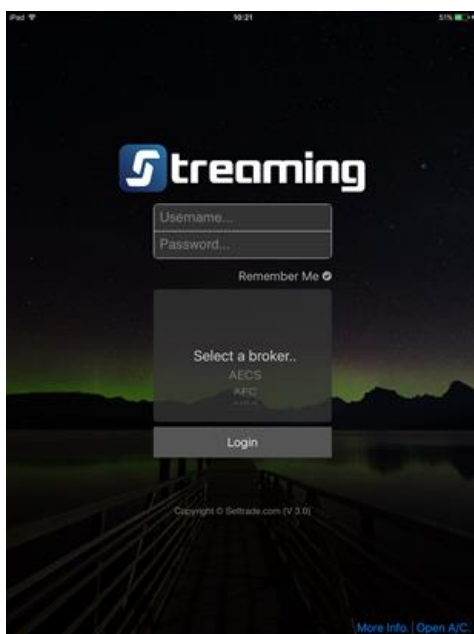 iPad 10:21 51%
Streaming
Username...
Password...
Remember Me
Select a broker..
AECS
AFC
Login
Copyright © Settrade.com (V 3.0)
More Info. | Open A/C.